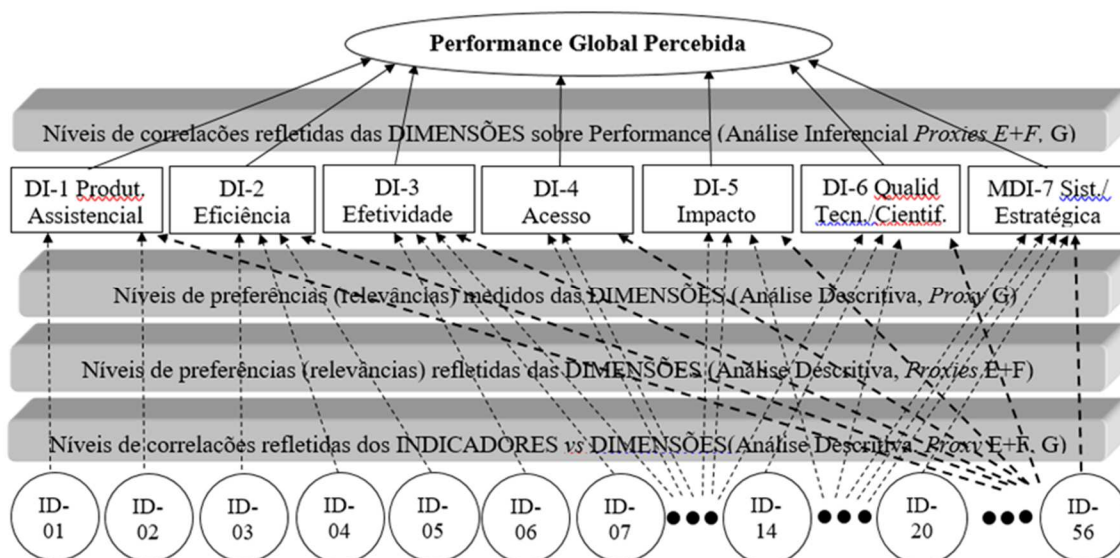 Performance Global Percebida
Níveis de correlações refletidas das DIMENSÕES sobre Performance (Análise Inferencial Proxies E+F, G)
DI-1 Produt.
Assistencial
DI-2
Eficiência
DI-3
Efetividade
DI-4
Acesso
DI-5
Impacto
DI-6 Qualid
Tecn./Cientif.
MDI-7 Sist./
Estratégica
Níveis de preferências (relevâncias) medidos das DIMENSÕES (Análise Descritiva, Proxy G)
Níveis de preferências (relevâncias) refletidas das DIMENSÕES (Análise Descritiva, Proxies E+F)
Níveis de correlações refletidas dos INDICADORES vs DIMENSÕES(Análise Descritiva, Proxy E+F, G)
ID-
01
ID-
02
ID-
03
ID-
04
ID-
05
ID-
06
ID-
07
ID-
14
ID-
20
ID-
56